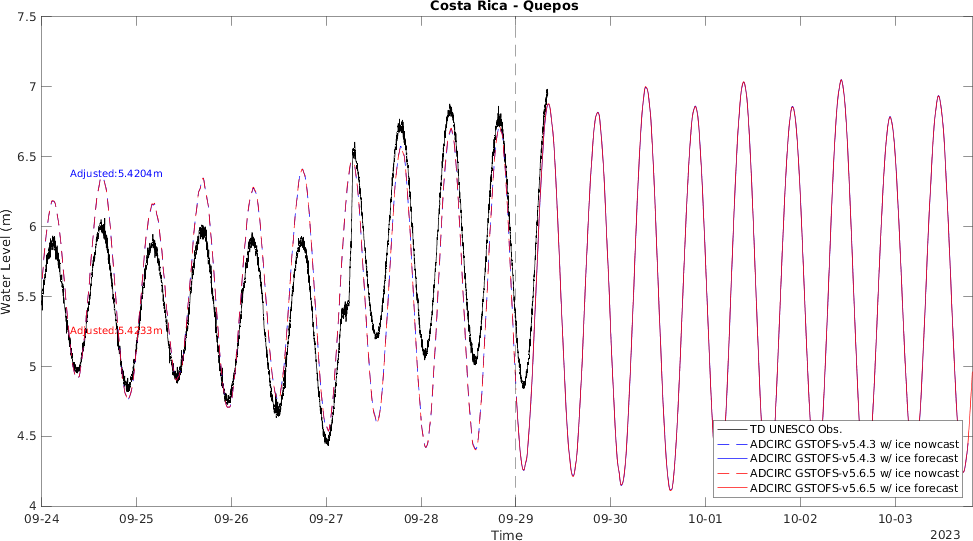 Costa Rica - Quepos
7.5
7
6.5
6
5.5
5
4.5
4
Water Level (m)
Adjusted:5.4204m
Adjusted:5.4233m
TD UNESCO Obs.
ADCIRC GSTOFS-v5.4.3 w/ ice nowcast
ADCIRC GSTOFS-v5.4.3 w/ ice forecast
ADCIRC GSTOFS-v5.6.5 w/ ice nowcast
ADCIRC GSTOFS-v5.6.5 w/ ice forecast
09-24 09-25 09-26 09-27 09-28 09-29 09-30 10-01 10-02 10-03
Time
2023